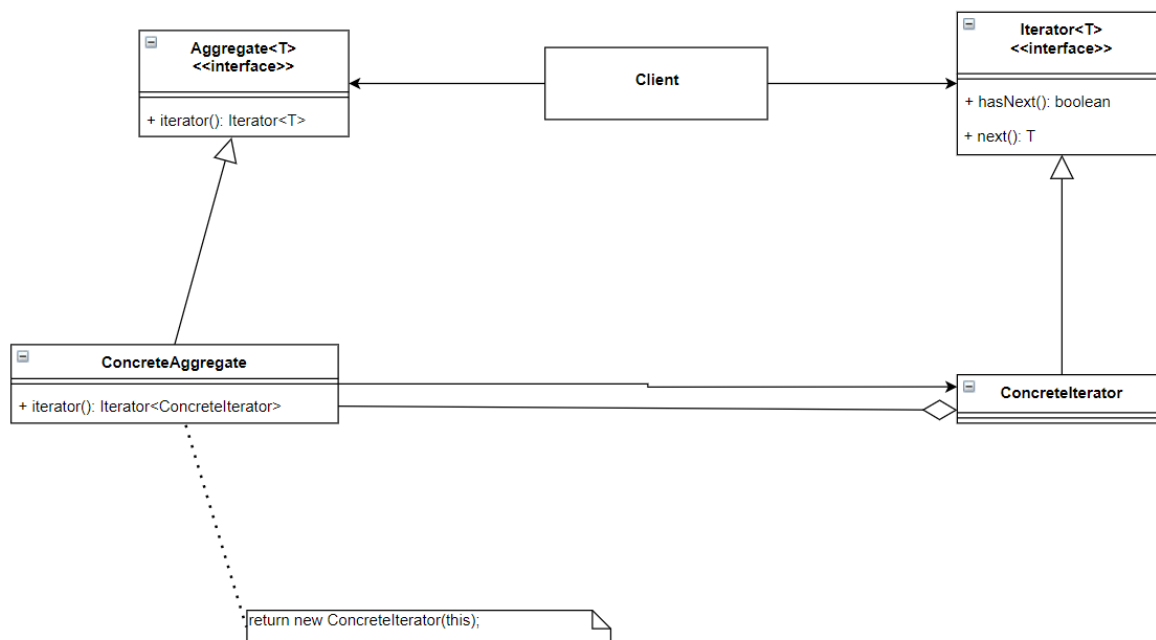 Aggregate<T>
<<interface>>
+ iterator(): Iterator<T>
Client
Iterator<T>
<<interface>>
+ hasNext(): boolean
+ next(): T
ConcreteAggregate
+ iterator(): Iterator<ConcreteIterator>
ConcreteIterator
return new ConcreteIterator(this);